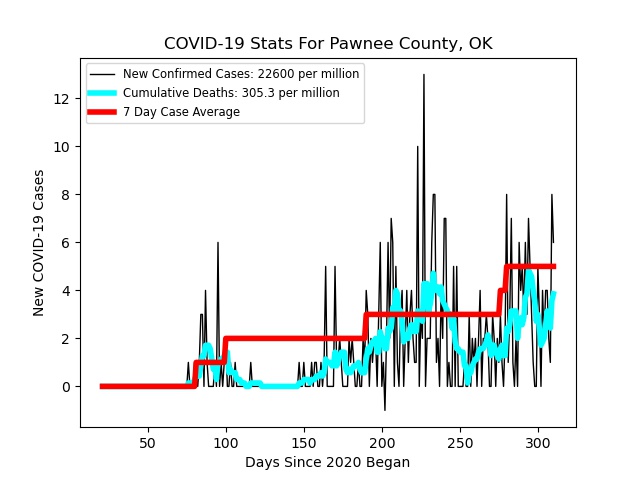 COVID-19 Stats For Pawnee County, OK
New Confirmed Cases: 22600 per million
Cumulative Deaths: 305.3 per million
7 Day Case Average
New COVID-19 Cases
12
10
8
6
4
2
0
50 100 150 200 250 300
Days Since 2020 Began